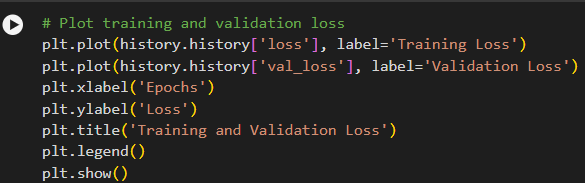 # Plot training and validation loss
plt.plot(history.history['loss'], label='Training Loss')
plt.plot(history.history['val_loss'], label='Validation Loss')
plt.xlabel('Epochs')
plt.ylabel('Loss')
plt.title('Training and Validation Loss')
plt.legend()
plt.show()